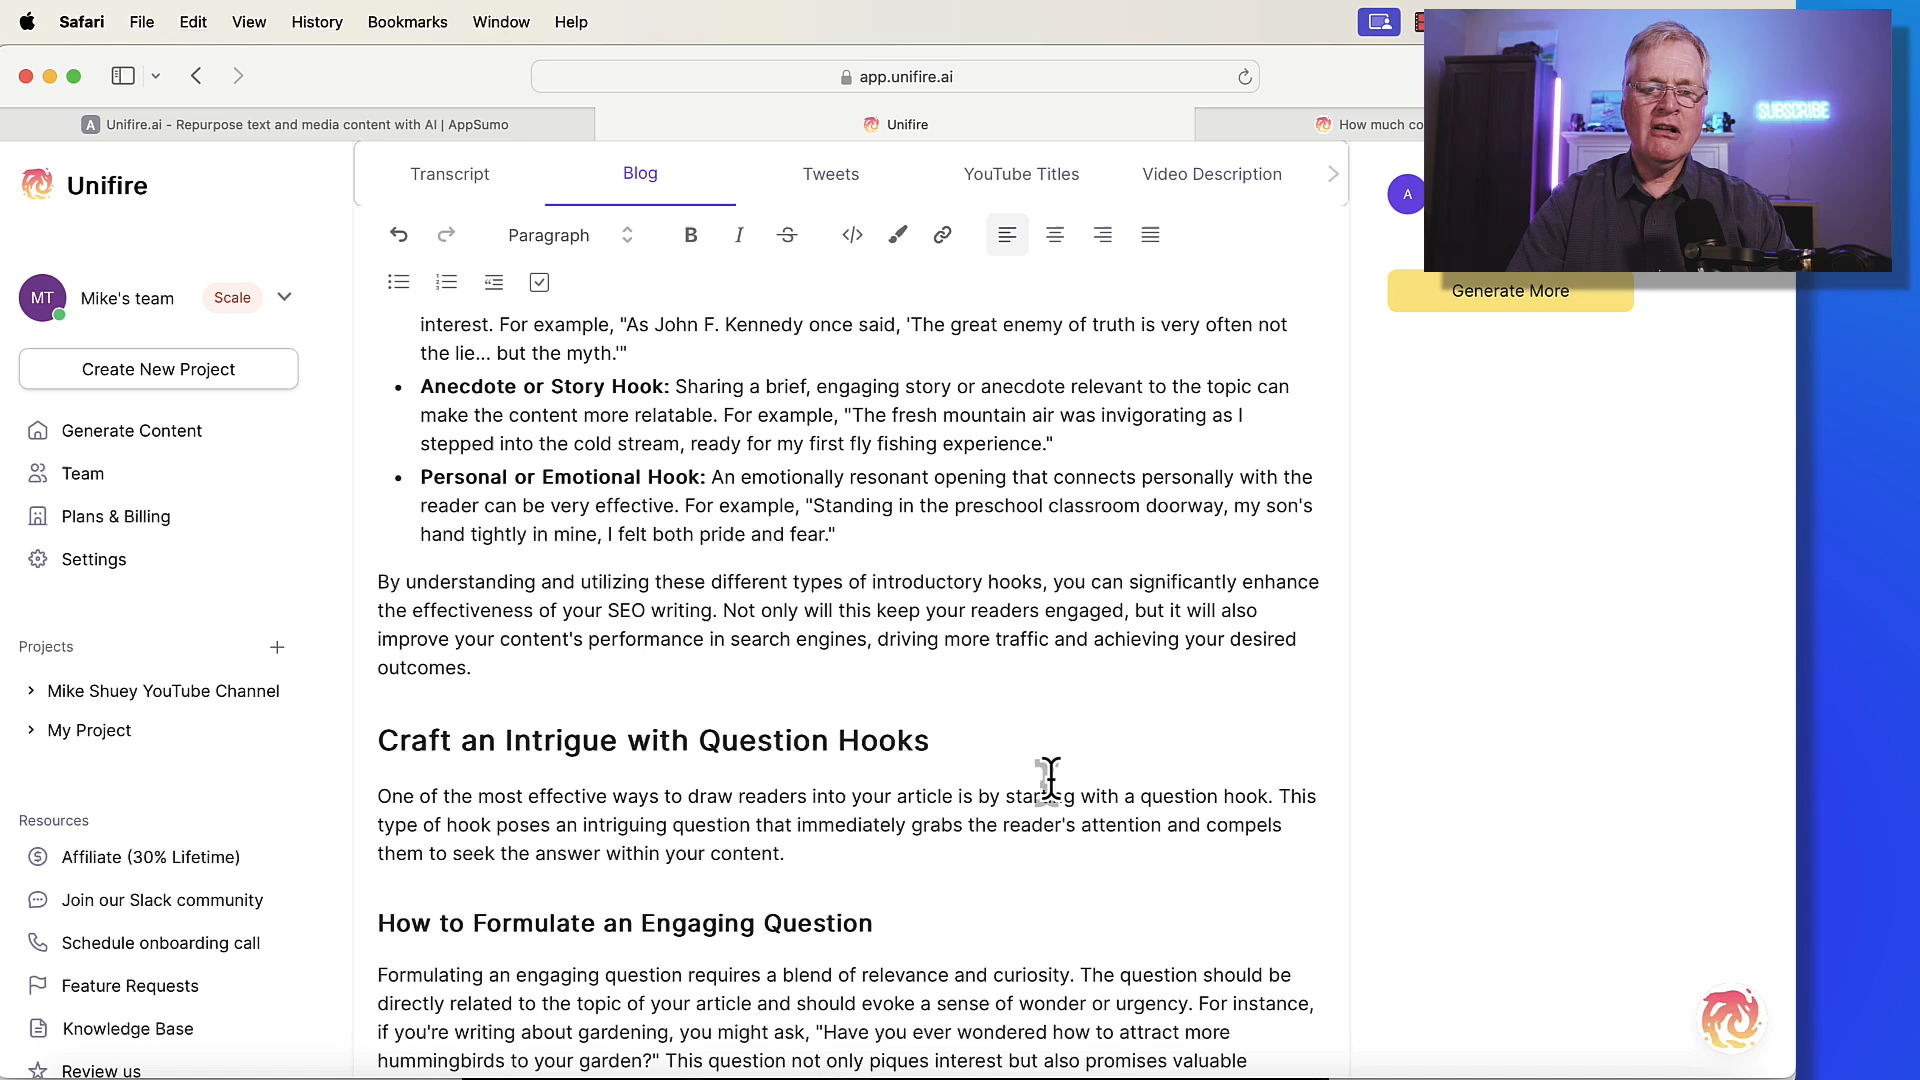 Safari File Edit View History Bookmarks Window Help
app.unifire.ai
A Unifire.ai - Repurpose text and media content with AI | AppSumo
Unifire
How much co
SUBSCRIBE
Unifire
Transcript Blog Tweets YouTube Titles Video Description
A
Paragraph B I S
Generate More
MT Mike's team Scale
Create New Project
Generate Content
Team
Plans & Billing
Settings
Projects
Mike Shuey YouTube Channel
My Project
Resources
Affiliate (30% Lifetime)
Join our Slack community
Schedule onboarding call
Feature Requests
Knowledge Base
Review us
interest. For example, "As John F. Kennedy once said, 'The great enemy of truth is very often not
the lie... but the myth.'"
• Anecdote or Story Hook: Sharing a brief, engaging story or anecdote relevant to the topic can
make the content more relatable. For example, "The fresh mountain air was invigorating as I
stepped into the cold stream, ready for my first fly fishing experience."
• Personal or Emotional Hook: An emotionally resonant opening that connects personally with the
reader can be very effective. For example, "Standing in the preschool classroom doorway, my son's
hand tightly in mine, I felt both pride and fear."
By understanding and utilizing these different types of introductory hooks, you can significantly enhance
the effectiveness of your SEO writing. Not only will this keep your readers engaged, but it will also
improve your content's performance in search engines, driving more traffic and achieving your desired
outcomes.
Craft an Intrigue with Question Hooks
One of the most effective ways to draw readers into your article is by starting with a question hook. This
type of hook poses an intriguing question that immediately grabs the reader's attention and compels
them to seek the answer within your content.
How to Formulate an Engaging Question
Formulating an engaging question requires a blend of relevance and curiosity. The question should be
directly related to the topic of your article and should evoke a sense of wonder or urgency. For instance,
if you're writing about gardening, you might ask, "Have you ever wondered how to attract more
hummingbirds to your garden?" This question not only piques interest but also promises valuable